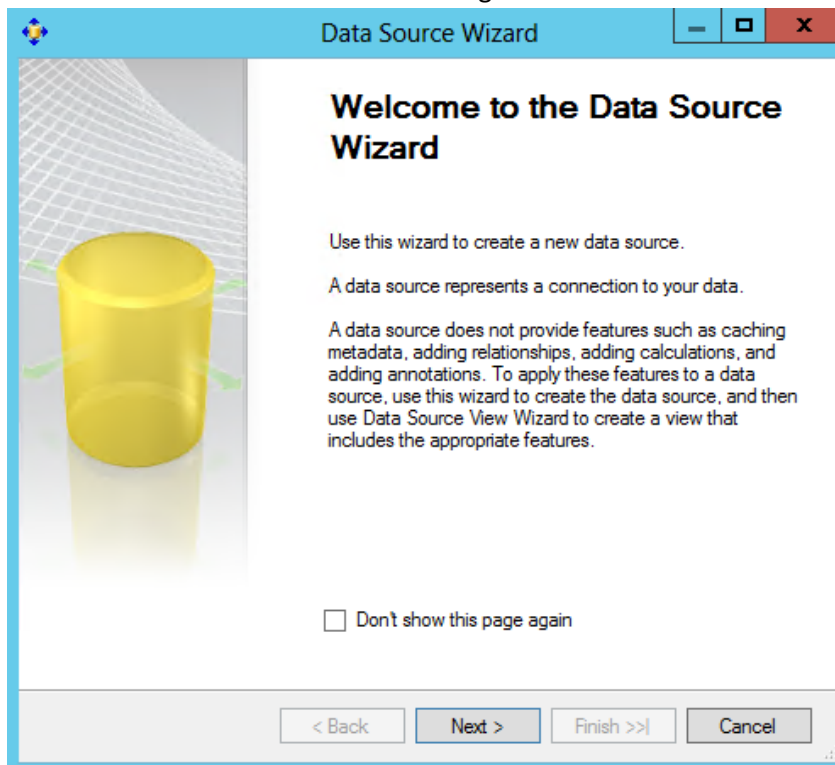 Data Source Wizard
Welcome to the Data Source
Wizard
Use this wizard to create a new data source.
A data source represents a connection to your data.
A data source does not provide features such as caching
metadata, adding relationships, adding calculations, and
adding annotations. To apply these features to a data
source, use this wizard to create the data source, and then
use Data Source View Wizard to create a view that
includes the appropriate features.
Don't show this page again
< Back Next > Finish >>| Cancel